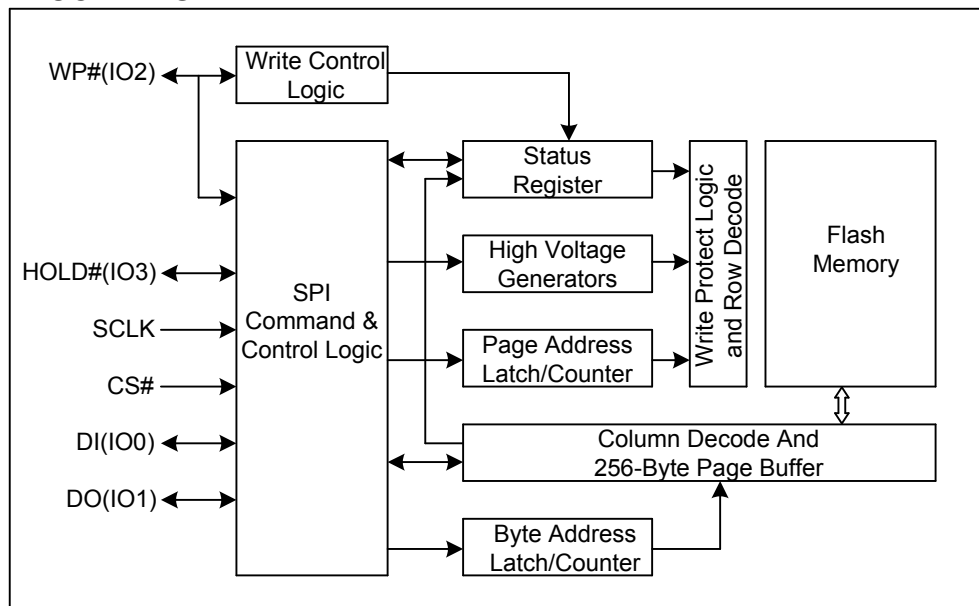 WP#(IO2)
Write Control
Logic
Status
Register
High Voltage
Generators
Page Address
Latch/Counter
Write Protect Logic
and Row Decode
Flash
Memory
HOLD#(IO3)
SCLK
CS#
DI(IO0)
DO(IO1)
SPI
Command &
Control Logic
Column Decode And
256-Byte Page Buffer
Byte Address
Latch/Counter